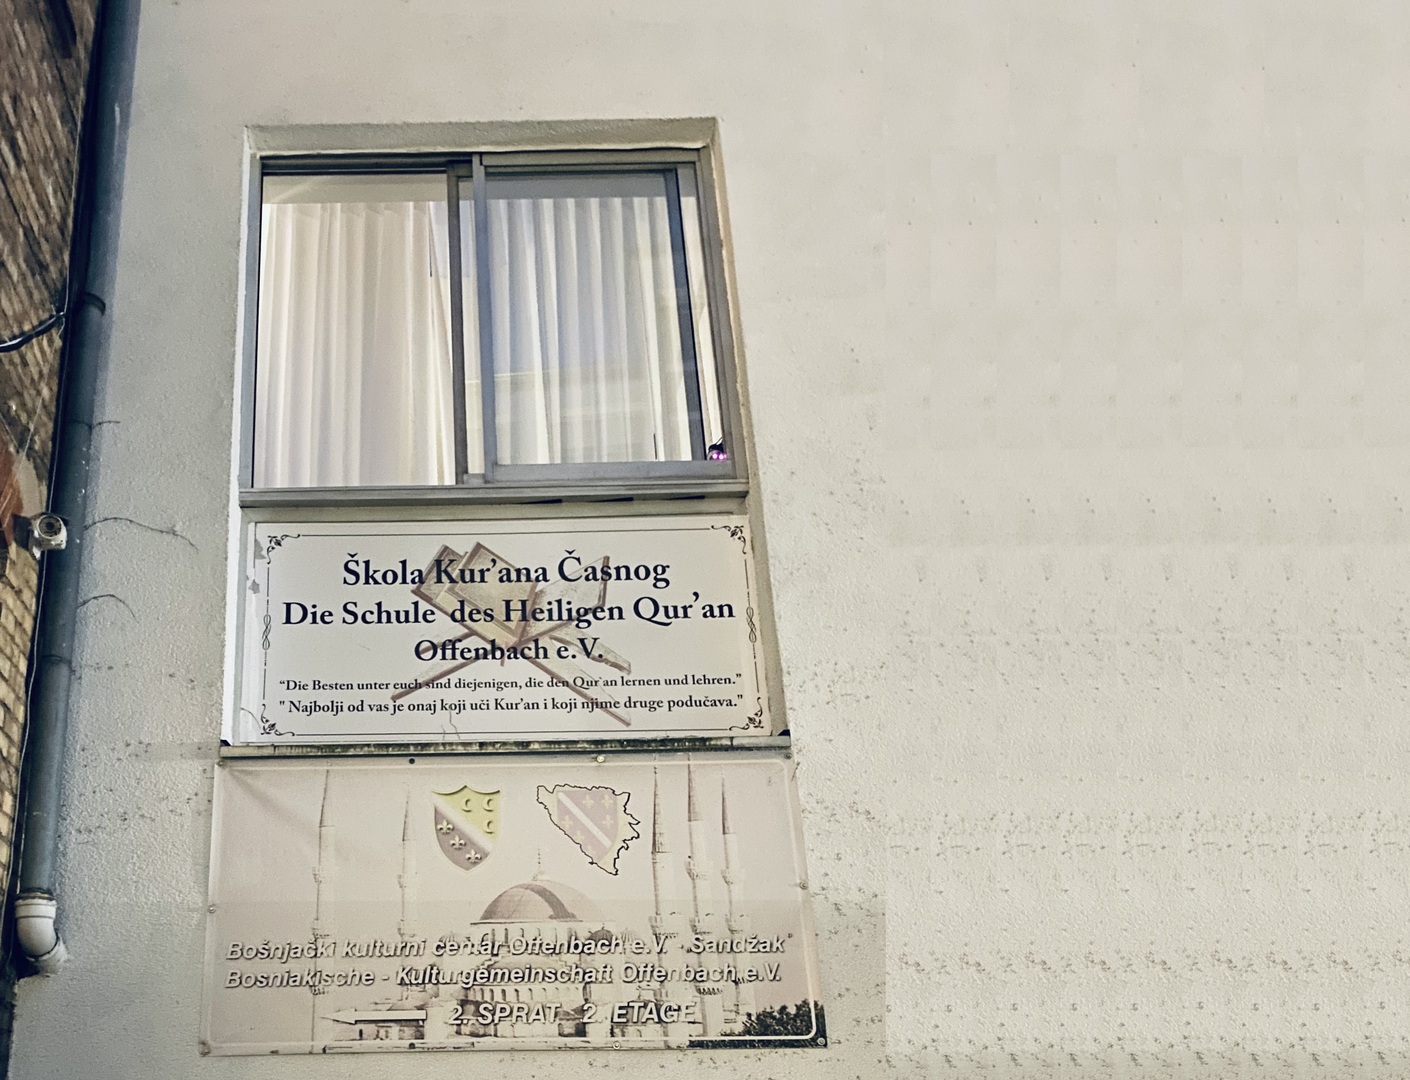 Škola Kur’ana Časnog
Die Schule des Heiligen Qur’an
Offenbach e.V.
“Die Besten unter euch sind diejenigen, die den Qur’an lernen und lehren.”
" Najbolji od vas je onaj koji uči Kur’an i koji njime druge podučava."
Bošnjački kulturni centar Offenbach e.V. "Sandžak"
Bosniakische - Kulturgemeinschaft Offenbach e.V.
2. SPRAT 2. ETAGE